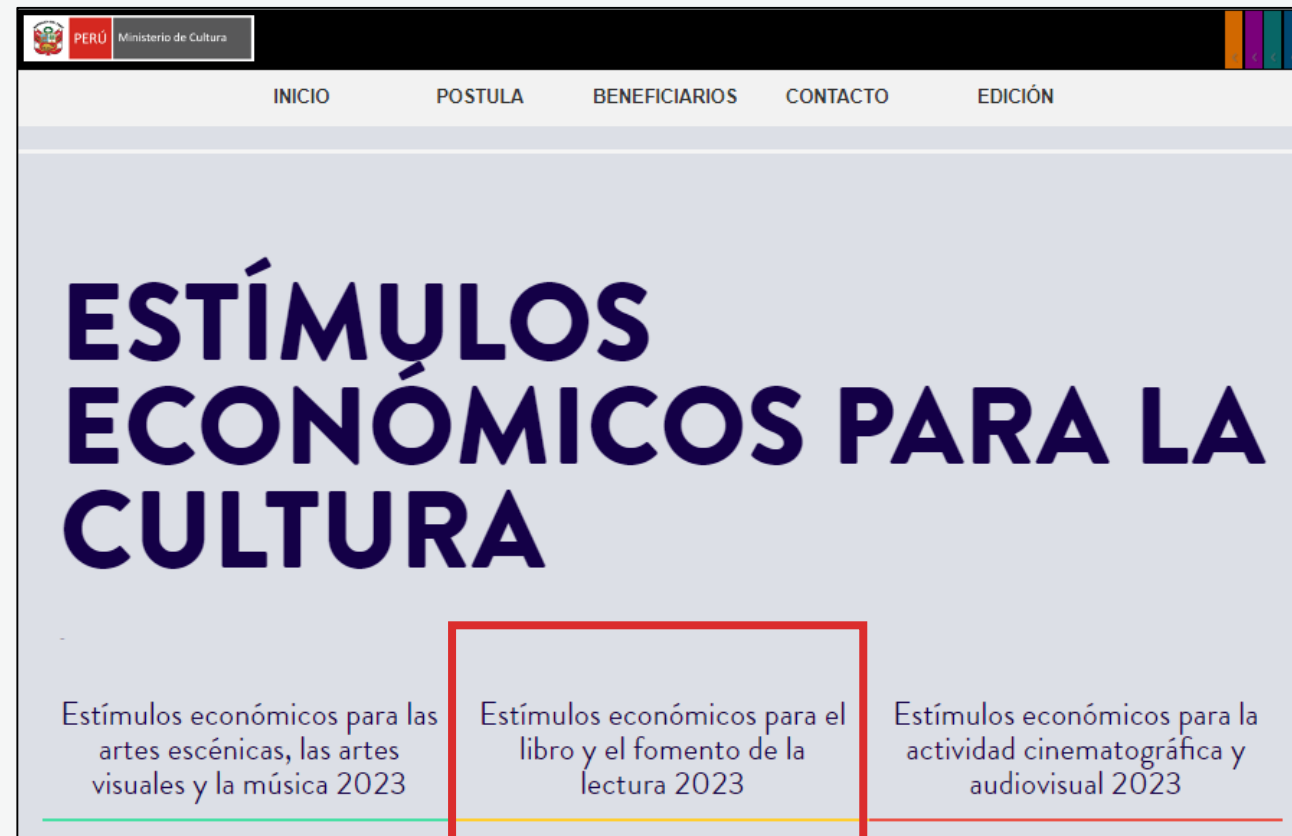 PERÚ Ministerio de Cultura
INICIO POSTULA BENEFICIARIOS CONTACTO EDICIÓN
ESTÍMULOS
ECONÓMICOS PARA LA
CULTURA
-
Estímulos económicos para las
artes escénicas, las artes
visuales y la música 2023
Estímulos económicos para el
libro y el fomento de la
lectura 2023
Estímulos económicos para la
actividad cinematográfica y
audiovisual 2023